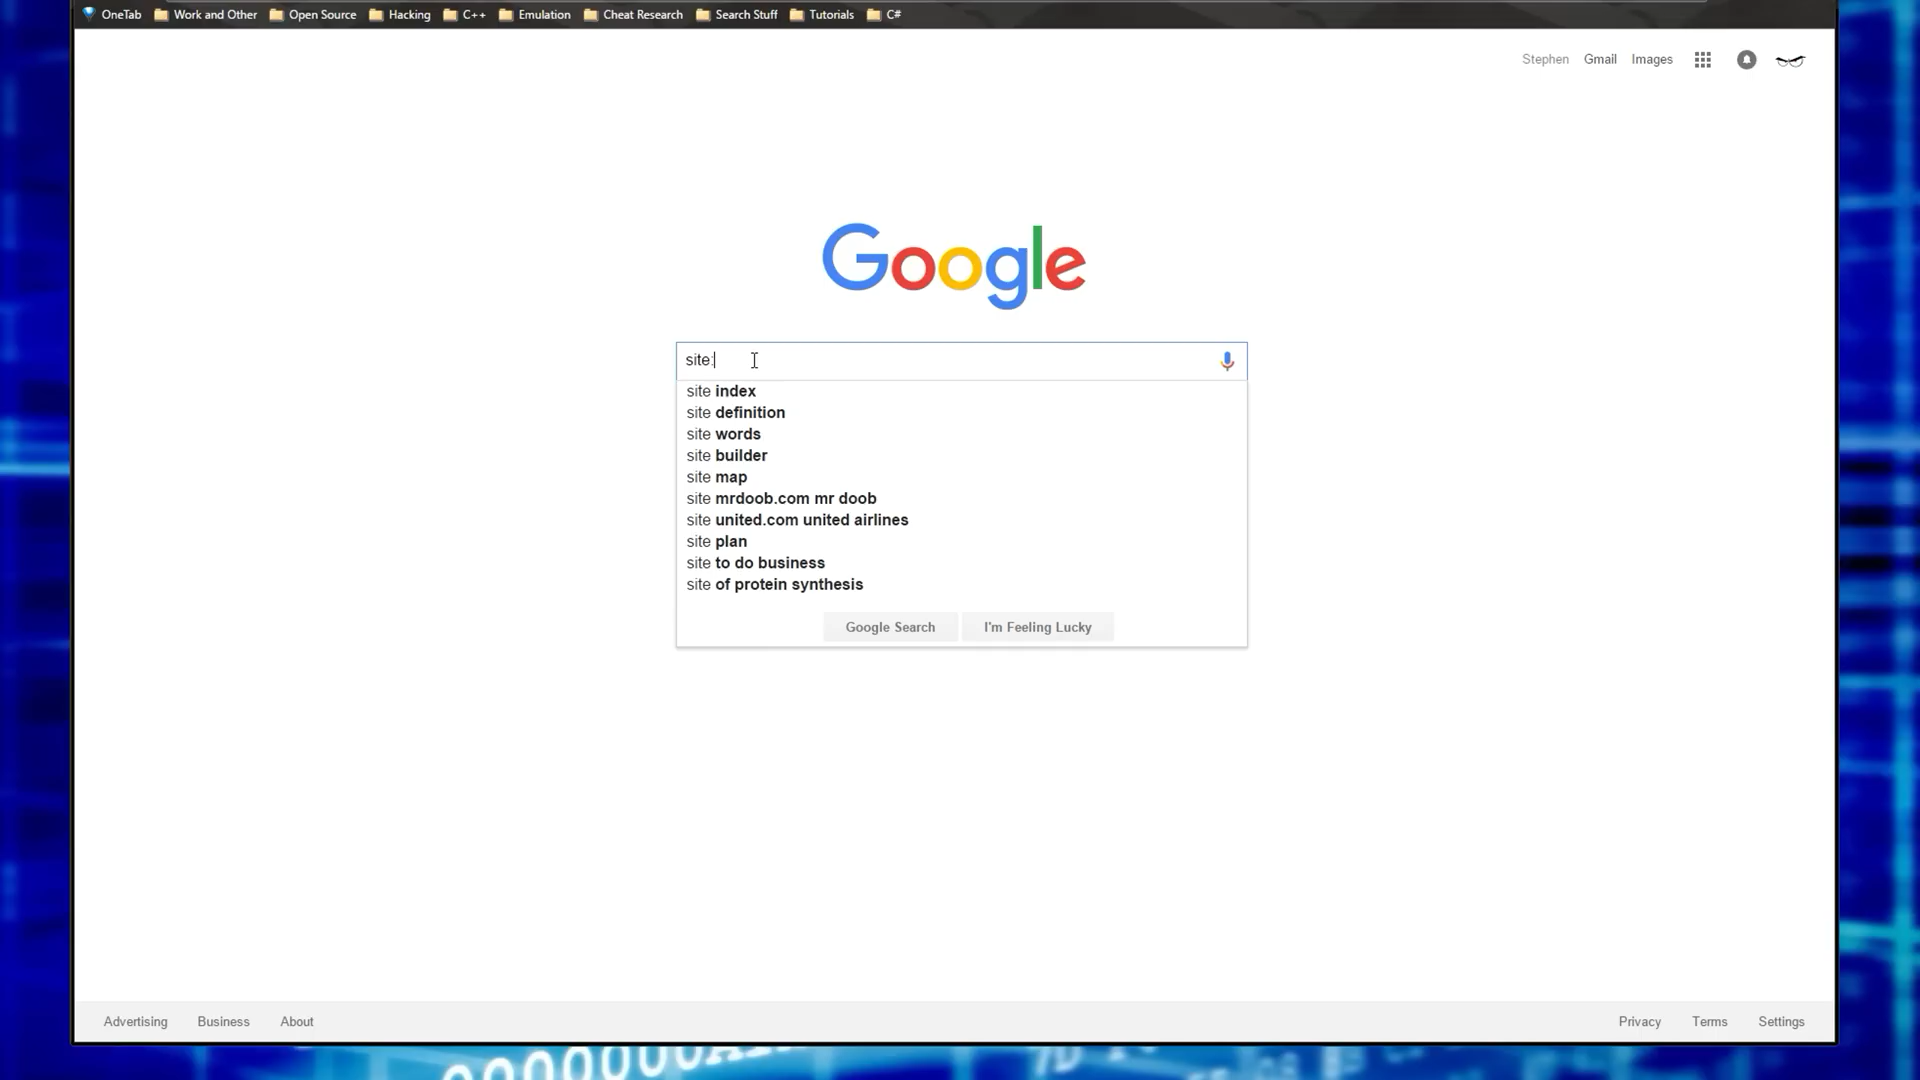 OneTab Work and Other Open Source Hacking C++ Emulation Cheat Research Search Stuff Tutorials C#
Stephen Gmail Images
Google
site:
site index
site definition
site words
site builder
site map
site mrdoob.com mr doob
site united.com united airlines
site plan
site to do business
site of protein synthesis
Google Search I'm Feeling Lucky
Advertising Business About Privacy Terms Settings